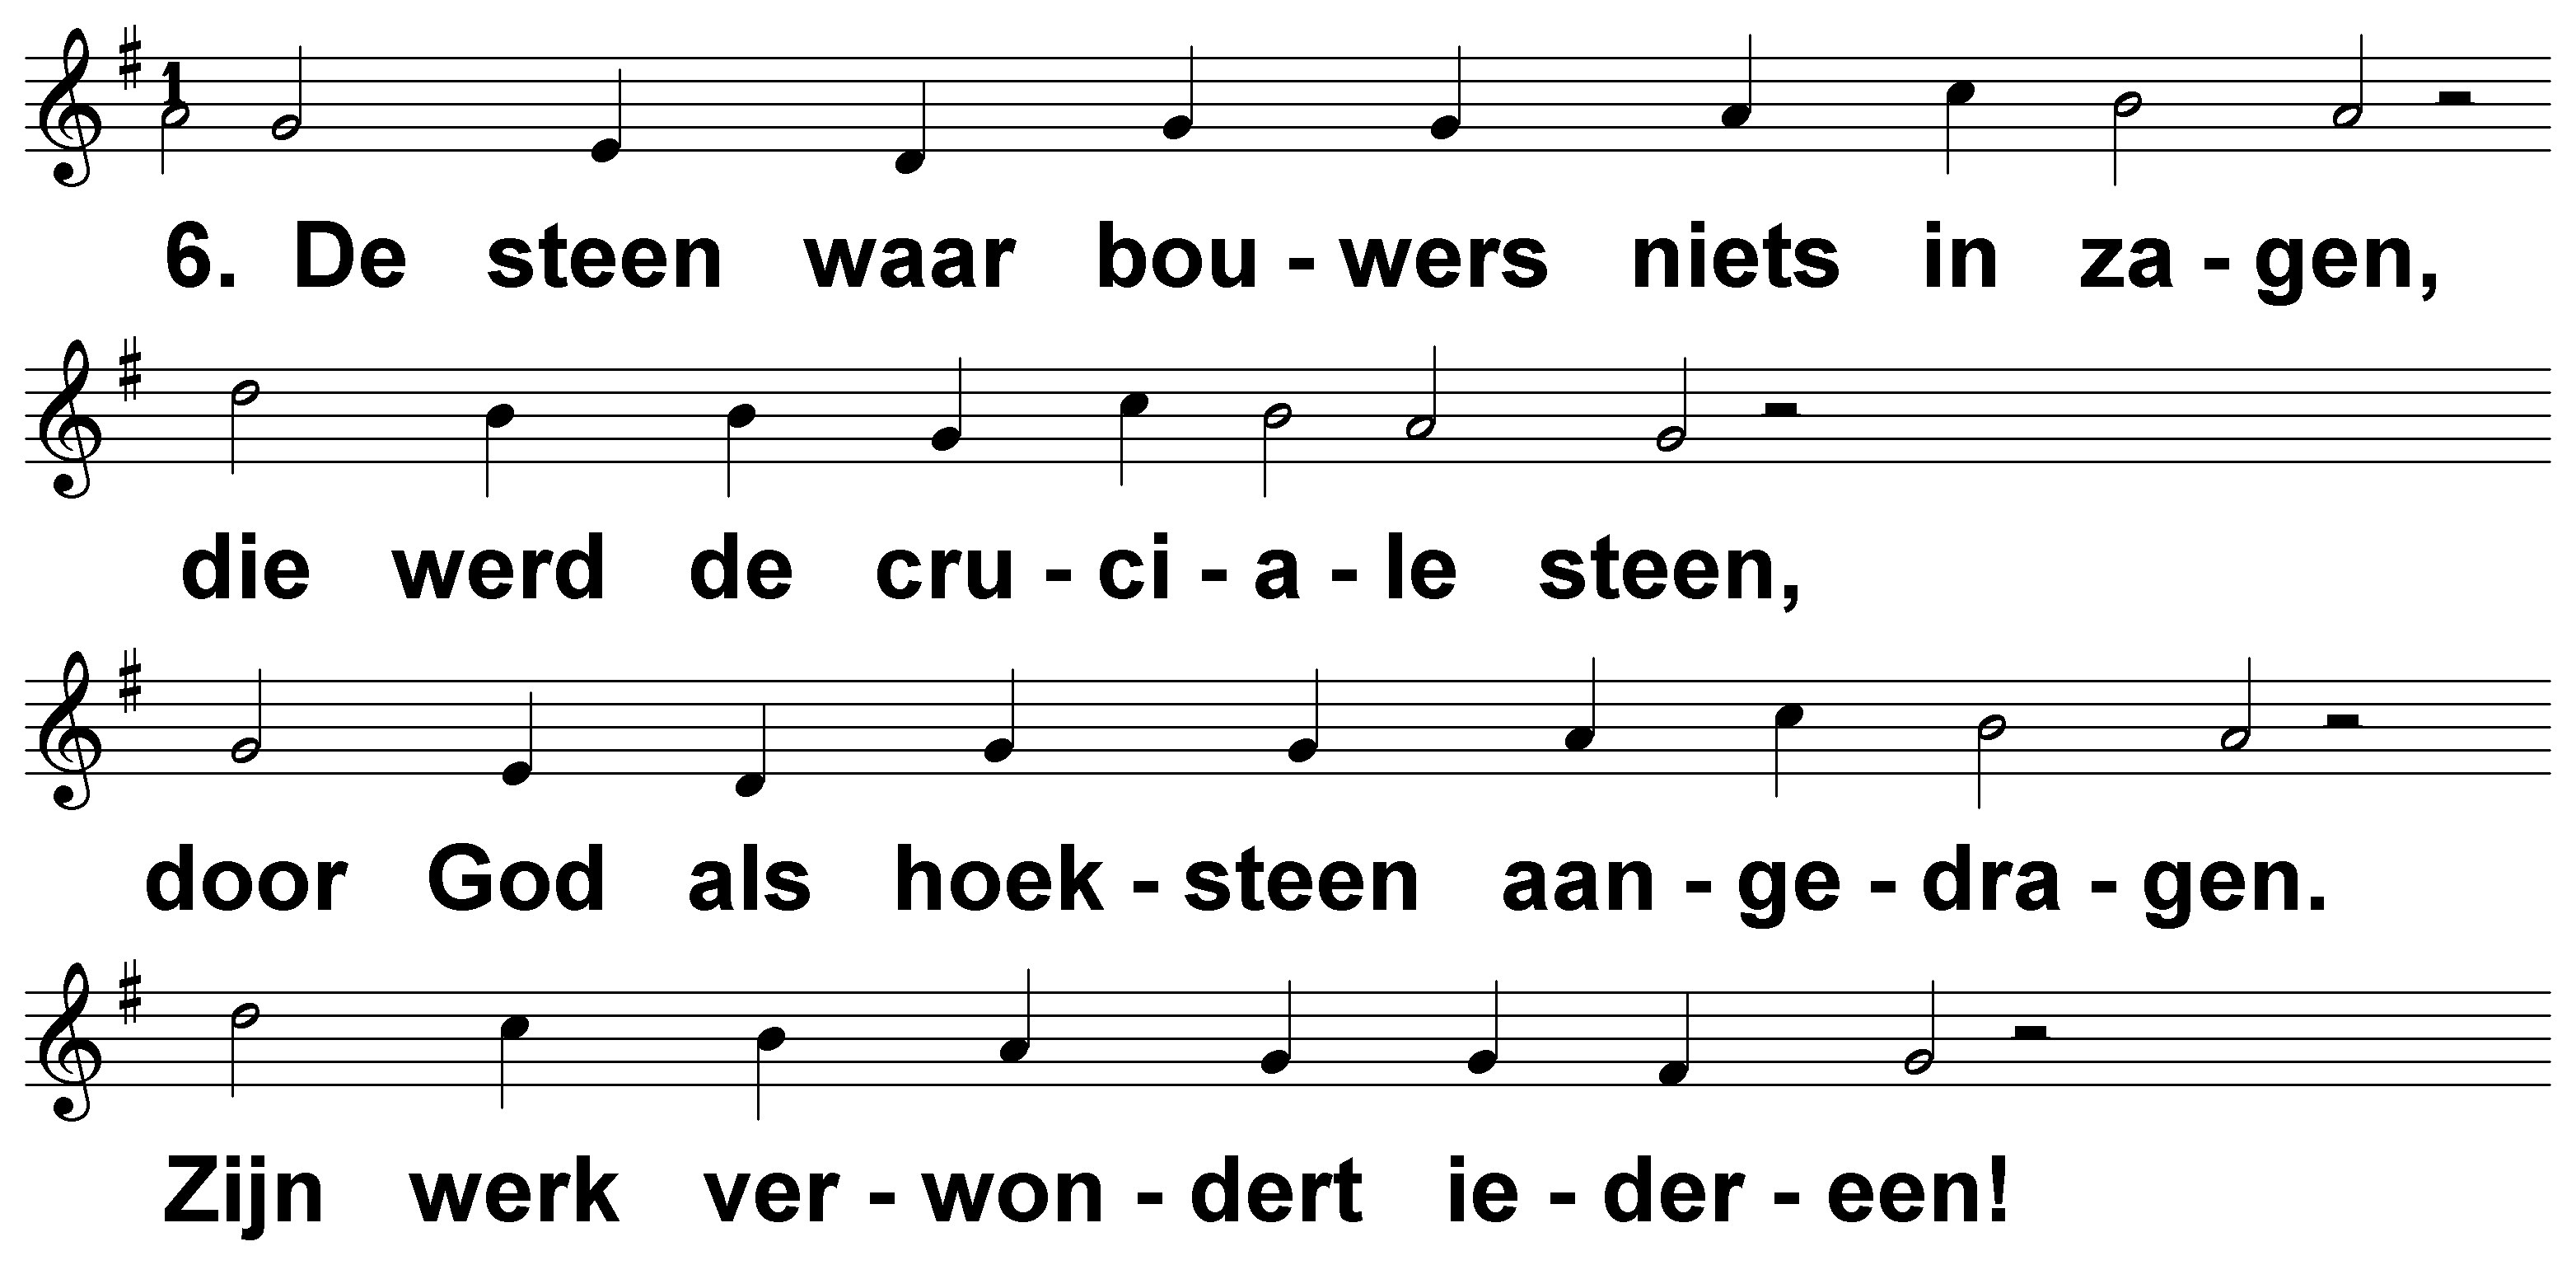 1
6. De steen waar bou - wers niets in za - gen,
die werd de cru - ci - a - le steen,
door God als hoek - steen aan - ge - dra - gen.
Zijn werk ver - won - dert ie - der - een!